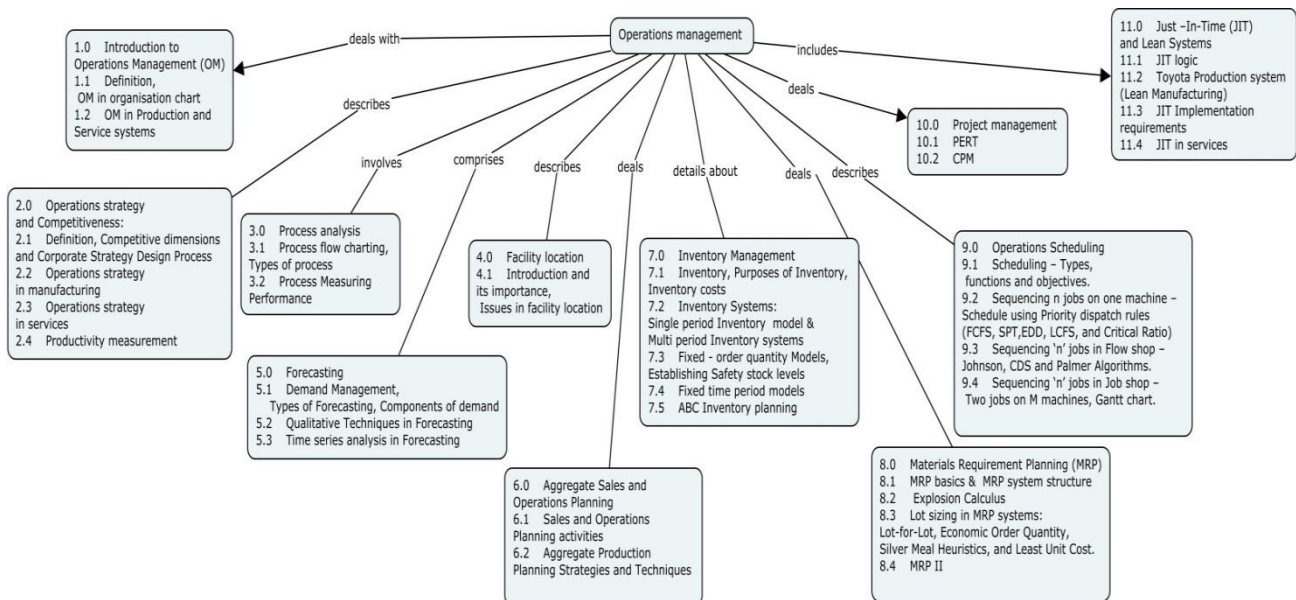 Operations management
deals with
describes
involves
comprises
describes
deals
details about
deals
describes
deals
includes
1.0 Introduction to
Operations Management (OM)
1.1 Definition,
OM in organisation chart
1.2 OM in Production and
Service systems
2.0 Operations strategy
and Competitiveness:
2.1 Definition, Competitive dimensions
and Corporate Strategy Design Process
2.2 Operations strategy
in manufacturing
2.3 Operations strategy
in services
2.4 Productivity measurement
3.0 Process analysis
3.1 Process flow charting,
Types of process
3.2 Process Measuring
Performance
4.0 Facility location
4.1 Introduction and
its importance,
Issues in facility location
5.0 Forecasting
5.1 Demand Management,
Types of Forecasting, Components of demand
5.2 Qualitative Techniques in Forecasting
5.3 Time series analysis in Forecasting
6.0 Aggregate Sales and
Operations Planning
6.1 Sales and Operations
Planning activities
6.2 Aggregate Production
Planning Strategies and Techniques
7.0 Inventory Management
7.1 Inventory, Purposes of Inventory,
Inventory costs
7.2 Inventory Systems:
Single period Inventory model &
Multi period Inventory systems
7.3 Fixed - order quantity Models,
Establishing Safety stock levels
7.4 Fixed time period models
7.5 ABC Inventory planning
8.0 Materials Requirement Planning (MRP)
8.1 MRP basics & MRP system structure
8.2 Explosion Calculus
8.3 Lot sizing in MRP systems:
Lot-for-Lot, Economic Order Quantity,
Silver Meal Heuristics, and Least Unit Cost.
8.4 MRP II
9.0 Operations Scheduling
9.1 Scheduling – Types,
functions and objectives.
9.2 Sequencing n jobs on one machine –
Schedule using Priority dispatch rules
(FCFS, SPT,EDD, LCFS, and Critical Ratio)
9.3 Sequencing ‘n’ jobs in Flow shop –
Johnson, CDS and Palmer Algorithms.
9.4 Sequencing ‘n’ jobs in Job shop –
Two jobs on M machines, Gantt chart.
10.0 Project management
10.1 PERT
10.2 CPM
11.0 Just –In-Time (JIT)
and Lean Systems
11.1 JIT logic
11.2 Toyota Production system
(Lean Manufacturing)
11.3 JIT Implementation
requirements
11.4 JIT in services